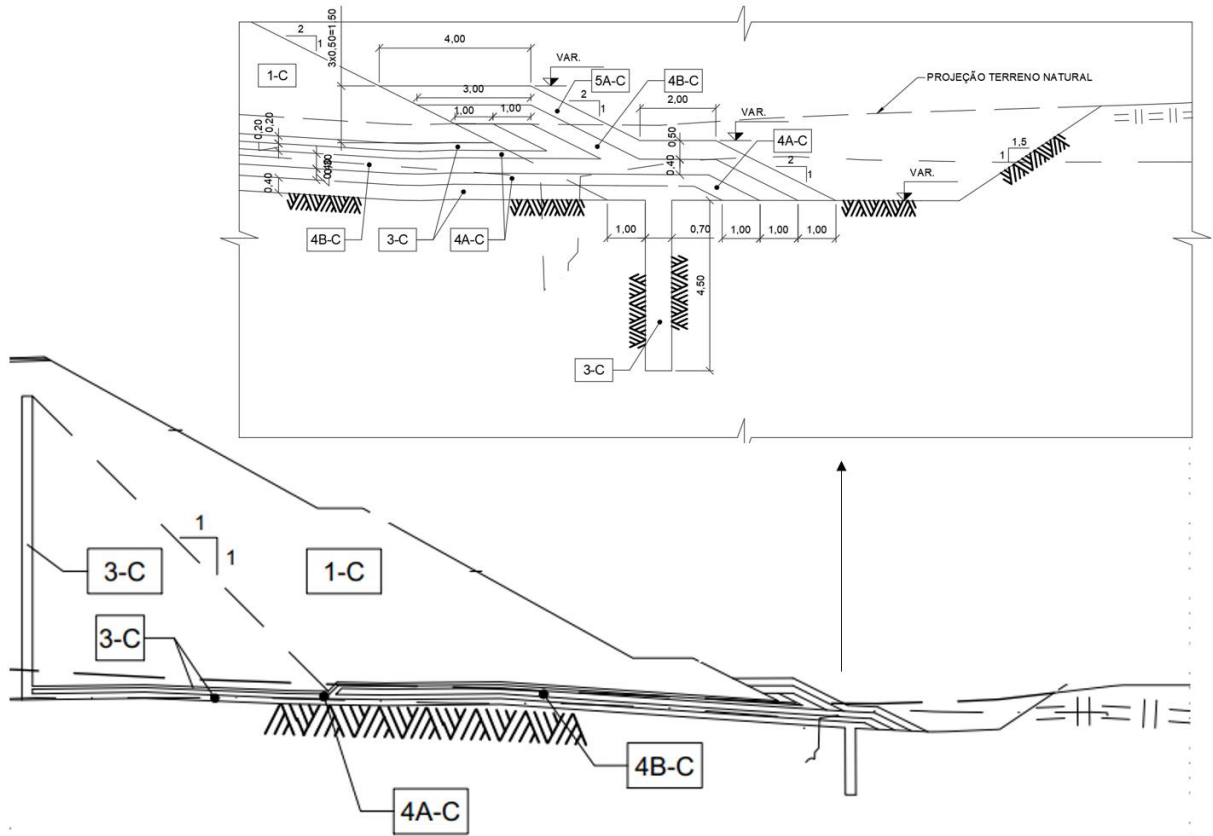 3x0,50=1,50
2
1
4,00
VAR.
1-C
5A-C
4B-C
PROJEÇÃO TERRENO NATURAL
3,00
2
1
2,00
1,00
1,00
VAR.
0,20
0,20
0,50
4A-C
1,5
1
0,40
2
1
0,40
VAR.
4B-C
3-C
4A-C
1,00
0,70
1,00
1,00
1,00
4,50
3-C
1
1
3-C
1-C
3-C
4B-C
4A-C